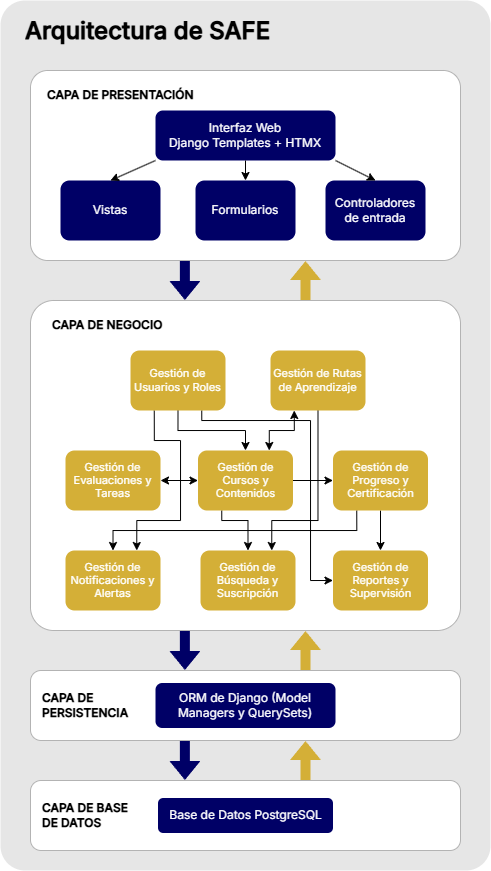 Arquitectura de SAFE
CAPA DE PRESENTACIÓN
Interfaz Web
Django Templates + HTMX
Vistas
Formularios
Controladores
de entrada
CAPA DE NEGOCIO
Gestión de
Usuarios y Roles
Gestión de Rutas
de Aprendizaje
Gestión de
Evaluaciones y
Tareas
Gestión de
Cursos y
Contenidos
Gestión de
Progreso y
Certificación
Gestión de
Notificaciones y
Alertas
Gestión de
Búsqueda y
Suscripción
Gestión de
Reportes y
Supervisión
CAPA DE
PERSISTENCIA
ORM de Django (Model
Managers y QuerySets)
CAPA DE BASE
DE DATOS
Base de Datos PostgreSQL